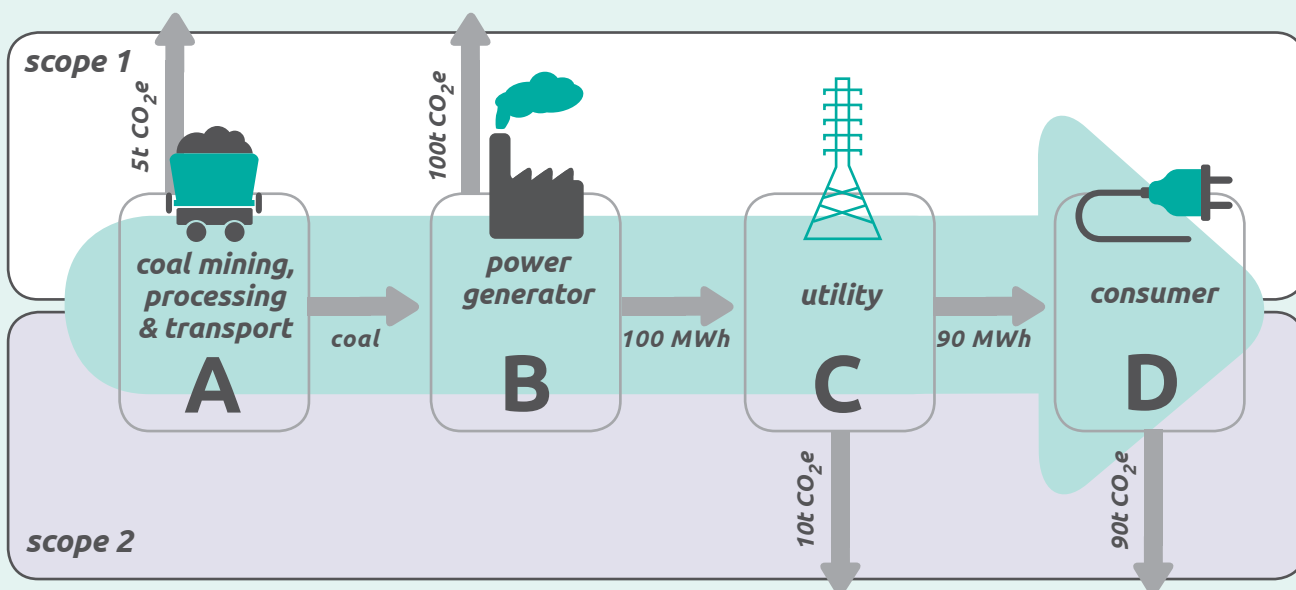 scope 1
5t CO₂e
100t CO₂e
coal mining,
processing
& transport
A
coal
power
generator
B
100 MWh
utility
C
90 MWh
consumer
D
10t CO₂e
90t CO₂e
scope 2